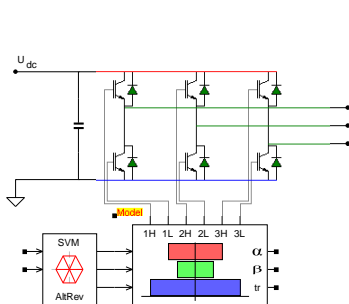 U dc
Model
1H 1L 2H 2L 3H 3L
SVM
α
β
tr
AltRev